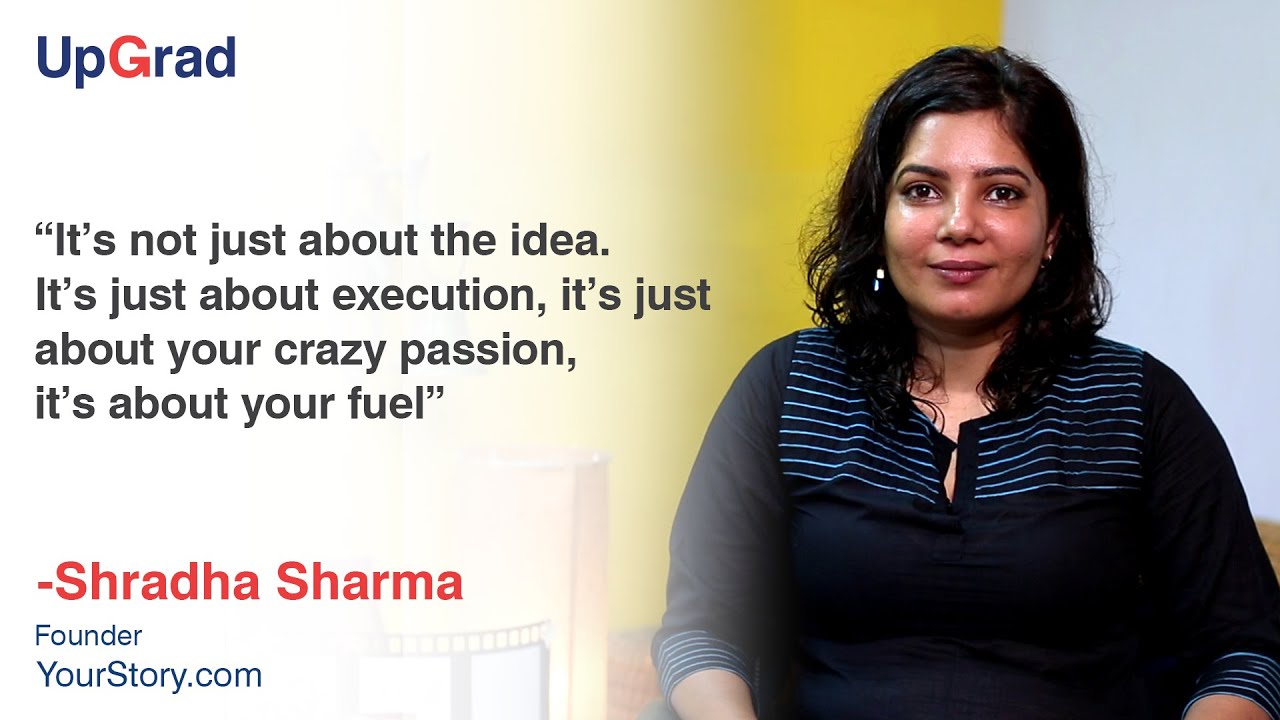 UpGrad
“It’s not just about the idea.
It’s just about execution, it’s just
about your crazy passion,
it’s about your fuel”
-Shradha Sharma
Founder
YourStory.com